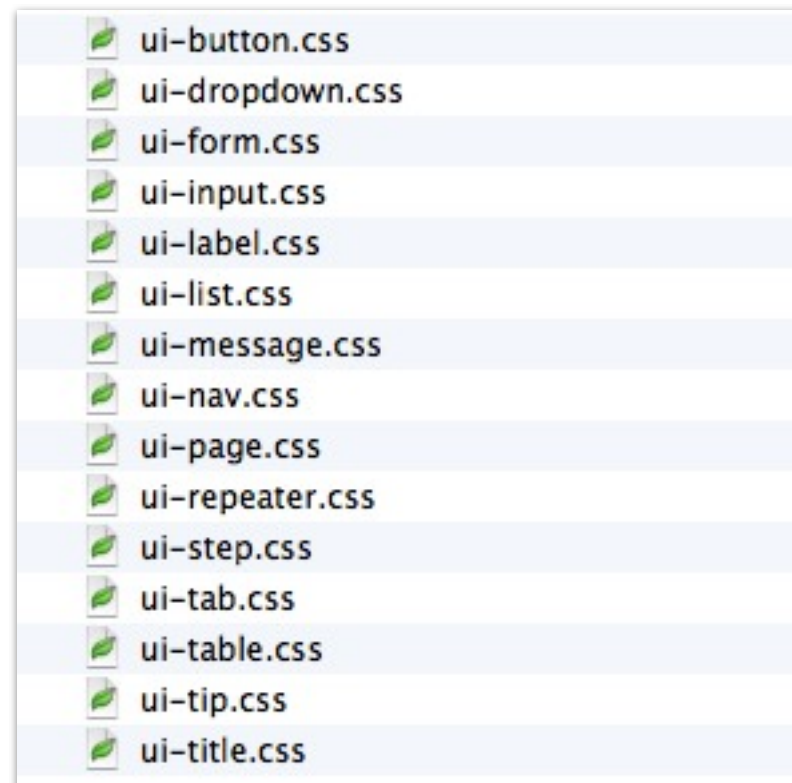 ui-button.css
ui-dropdown.css
ui-form.css
ui-input.css
ui-label.css
ui-list.css
ui-message.css
ui-nav.css
ui-page.css
ui-repeater.css
ui-step.css
ui-tab.css
ui-table.css
ui-tip.css
ui-title.css